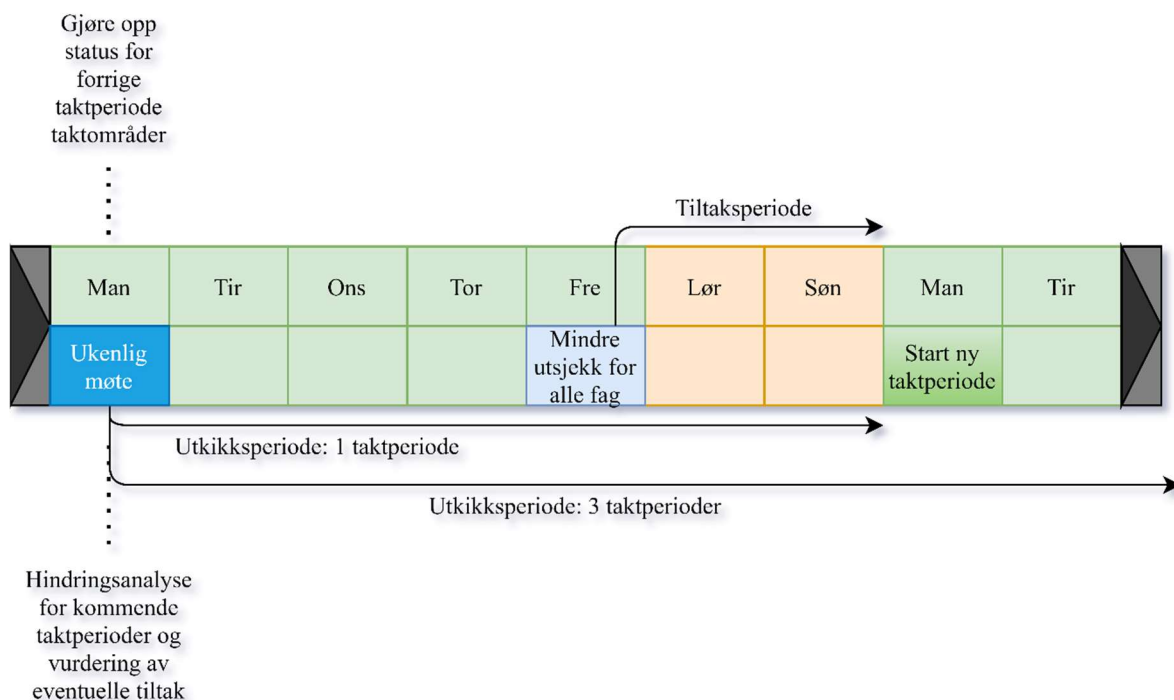 Gjøre opp
status for
forrige
taktperiode
taktområder
Tiltaksperiode
Man
Tir
Ons
Tor
Fre
Lør
Søn
Man
Tir
Ukenlig
møte
Mindre
utsjekk for
alle fag
Start ny
taktperiode
Utkikksperiode: 1 taktperiode
Utkikksperiode: 3 taktperioder
Hindringsanalyse
for kommende
taktperioder og
vurdering av
eventuelle tiltak